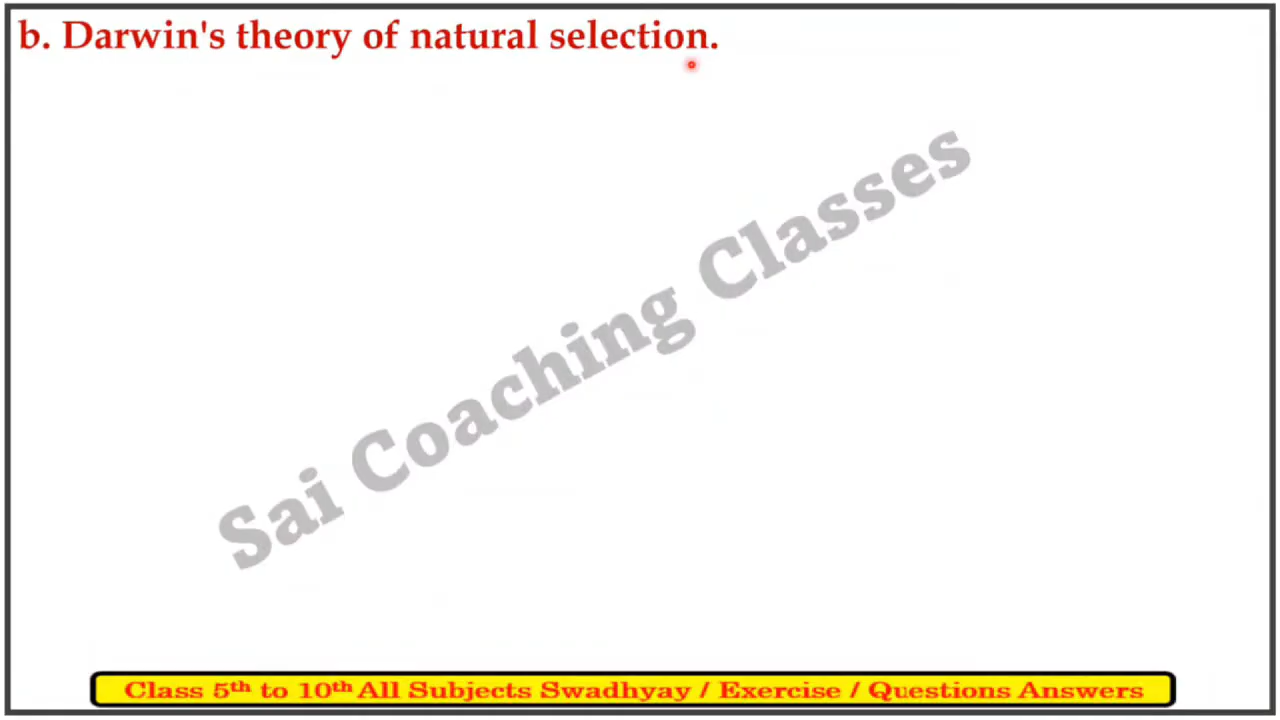 b. Darwin's theory of natural selection.
Sai Coaching Classes
Class 5th to 10th All Subjects Swadhyay / Exercise / Questions Answers